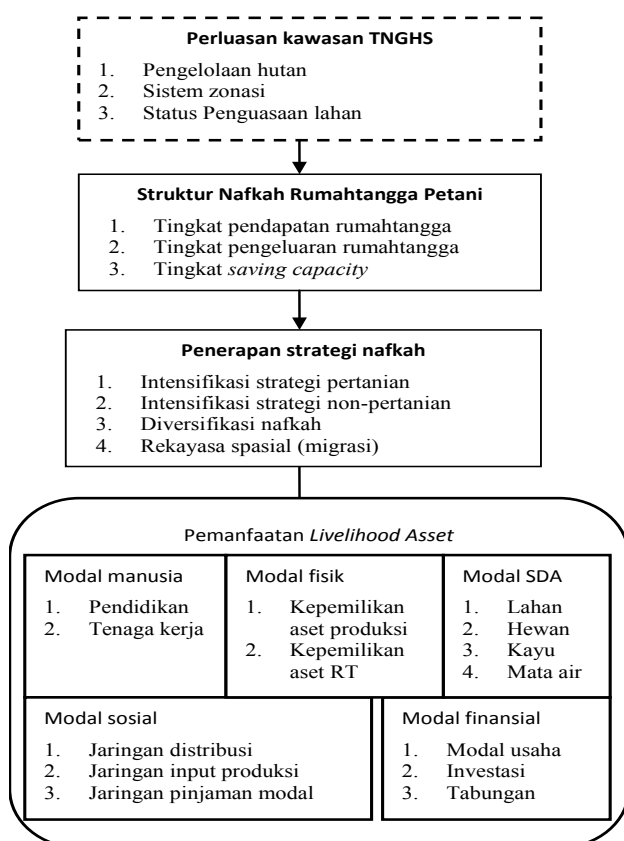 Perluasan kawasan TNGHS
1. Pengelolaan hutan
2. Sistem zonasi
3. Status Penguasaan lahan
Struktur Nafkah Rumahtangga Petani
1. Tingkat pendapatan rumahtangga
2. Tingkat pengeluaran rumahtangga
3. Tingkat saving capacity
Penerapan strategi nafkah
1. Intensifikasi strategi pertanian
2. Intensifikasi strategi non-pertanian
3. Diversifikasi nafkah
4. Rekayasa spasial (migrasi)
Pemanfaatan Livelihood Asset
Modal manusia
1. Pendidikan
2. Tenaga kerja
Modal fisik
1. Kepemilikan
aset produksi
2. Kepemilikan
aset RT
Modal SDA
1. Lahan
2. Hewan
3. Kayu
4. Mata air
Modal sosial
1. Jaringan distribusi
2. Jaringan input produksi
3. Jaringan pinjaman modal
Modal finansial
1. Modal usaha
2. Investasi
3. Tabungan